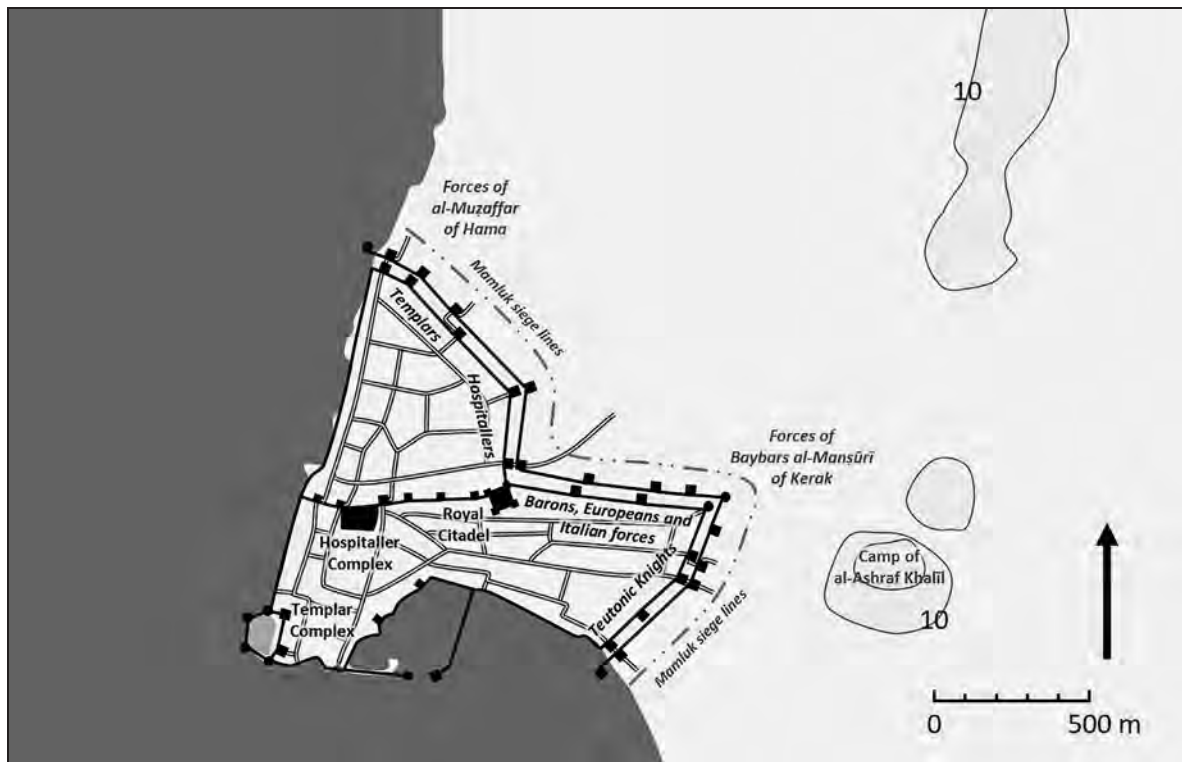 10
Forces of
al-Muẓaffar
of Hama
Mamluk siege lines
Templars
Hospitallers
Forces of
Baybars al-Manṣūrī
of Kerak
Barons, Europeans and
Italian forces
Royal
Citadel
Hospitaller
Complex
Teutonic Knights
Camp of
al-Ashraf Khalīl
10
Templar
Complex
Mamluk siege lines
0 500 m